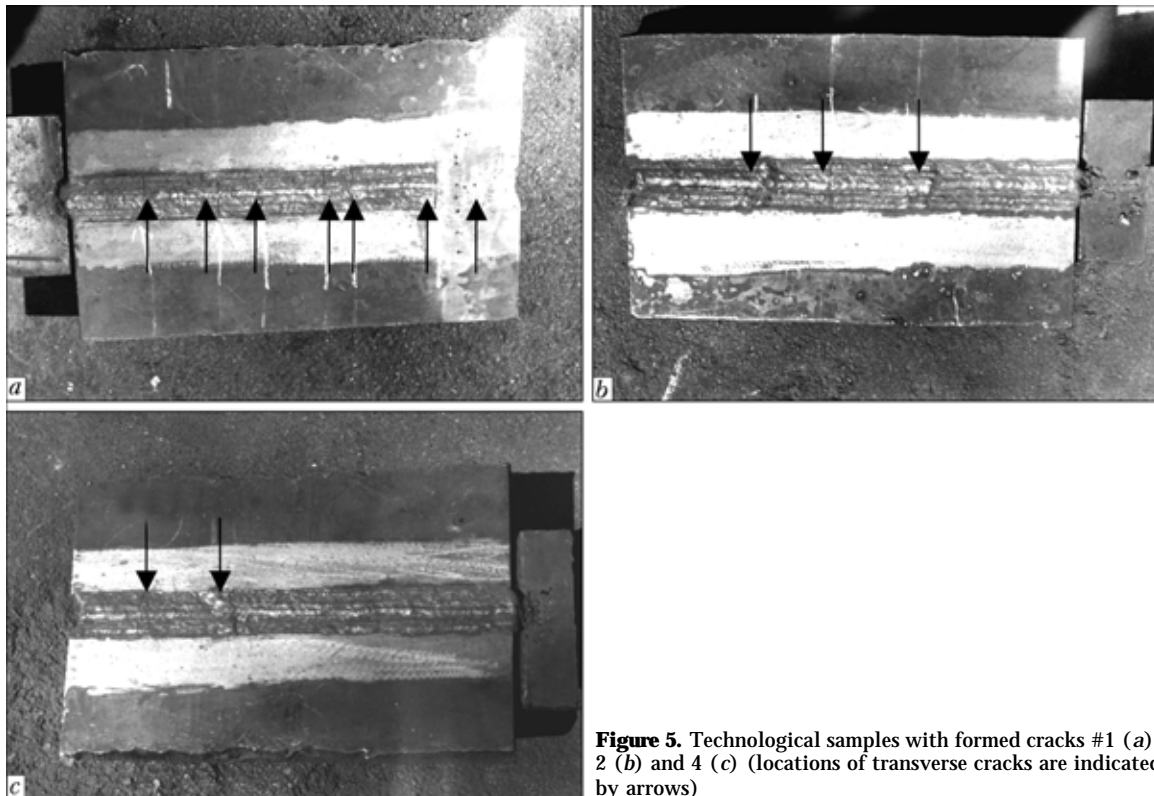 a
b
c
Figure 5. Technological samples with formed cracks #1 (a)
2 (b) and 4 (c) (locations of transverse cracks are indicated
by arrows)